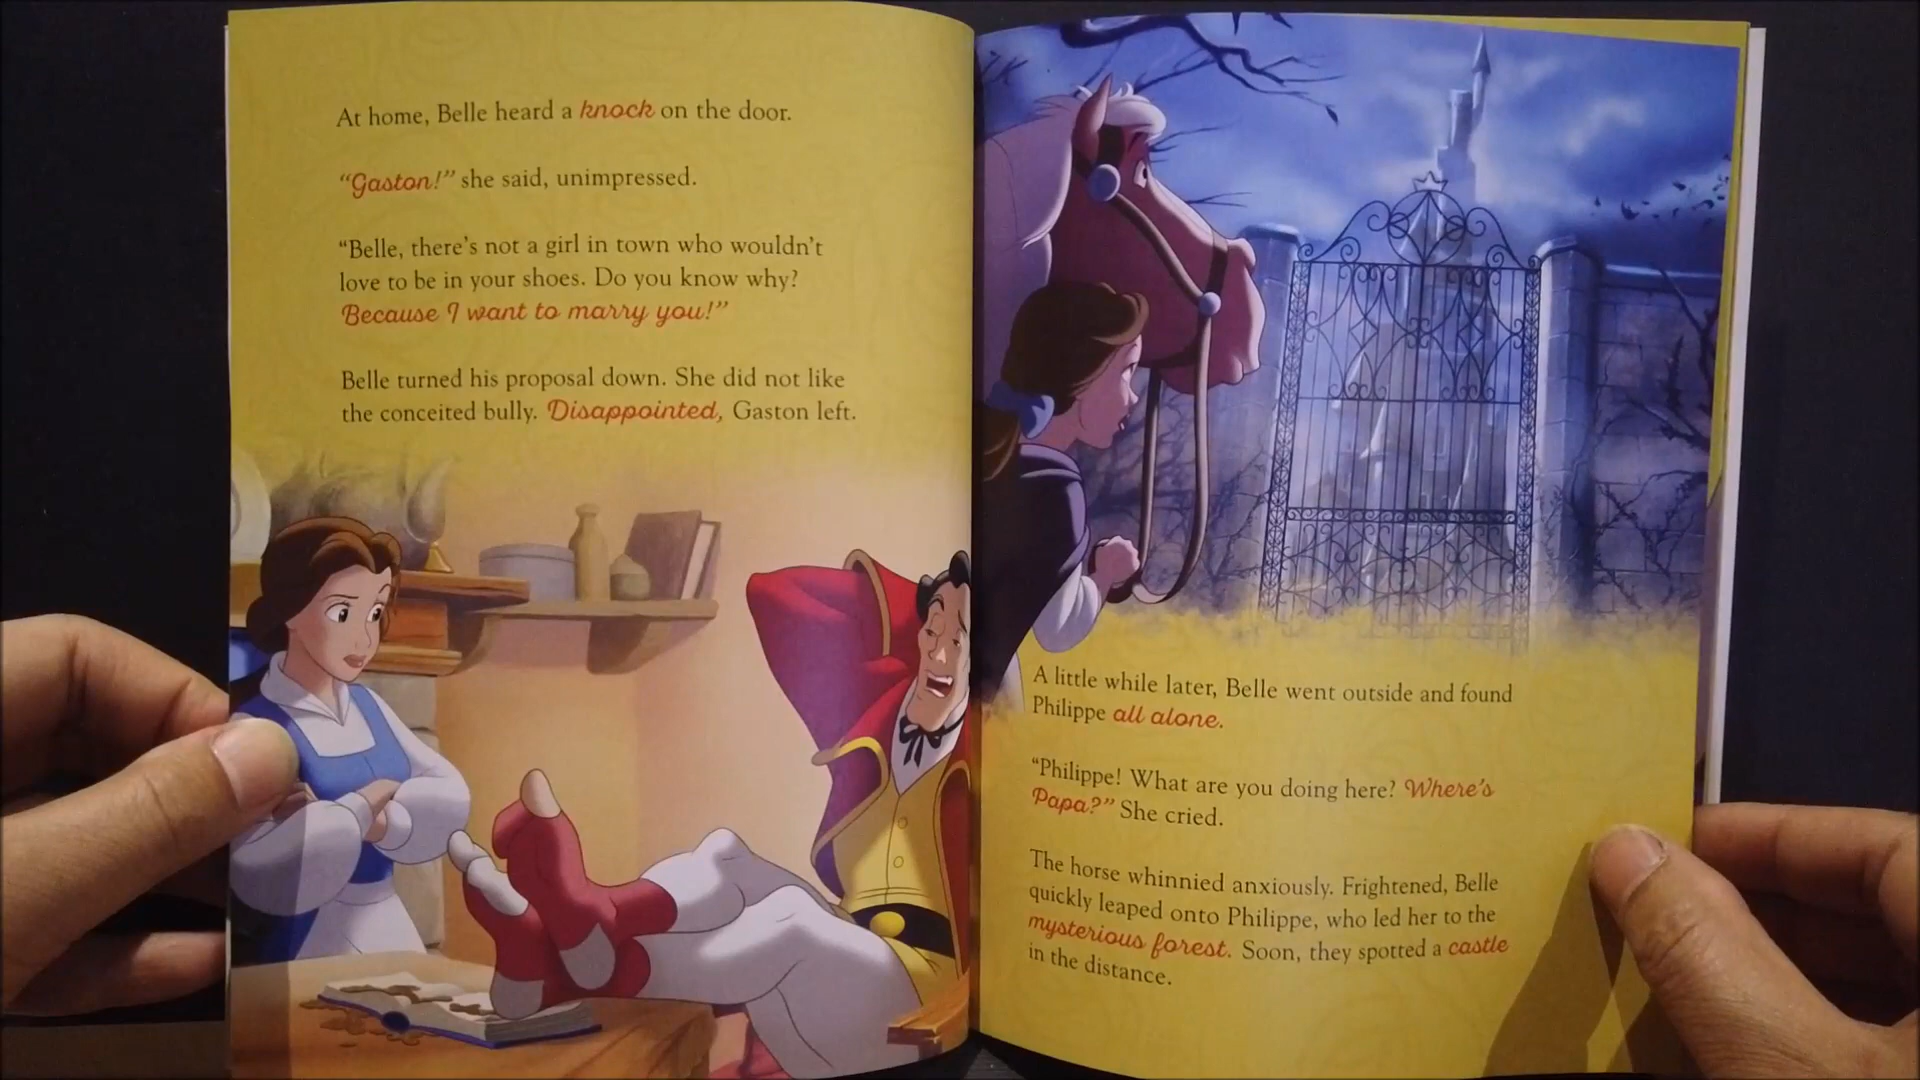 At home, Belle heard a knock on the door.
“Gaston!” she said, unimpressed.
“Belle, there’s not a girl in town who wouldn’t
love to be in your shoes. Do you know why?
Because I want to marry you!”
Belle turned his proposal down. She did not like
the conceited bully. Disappointed, Gaston left.
A little while later, Belle went outside and found
Philippe all alone.
“Philippe! What are you doing here? Where’s
Papa?” She cried.
The horse whinnied anxiously. Frightened, Belle
quickly leaped onto Philippe, who led her to the
mysterious forest. Soon, they spotted a castle
in the distance.